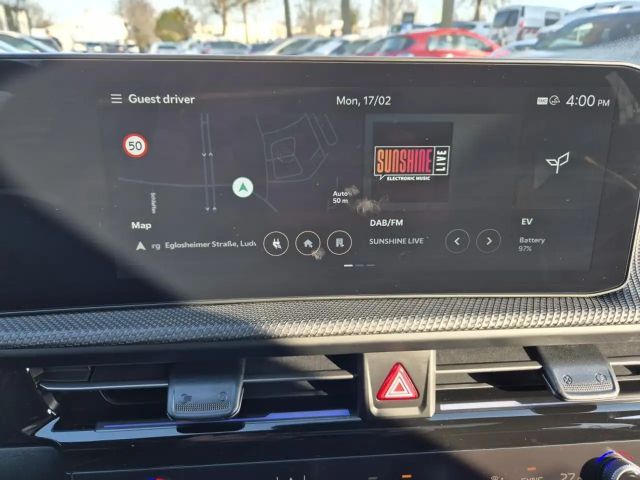 Guest driver
Mon, 17/02
4:00 PM
50
SUNSHINE LIVE
ELECTRONIC MUSIC
Auto
50 m
Map
DAB/FM
EV
rg Eglosheimer Straße, Ludw
SUNSHINE LIVE
Battery
97%